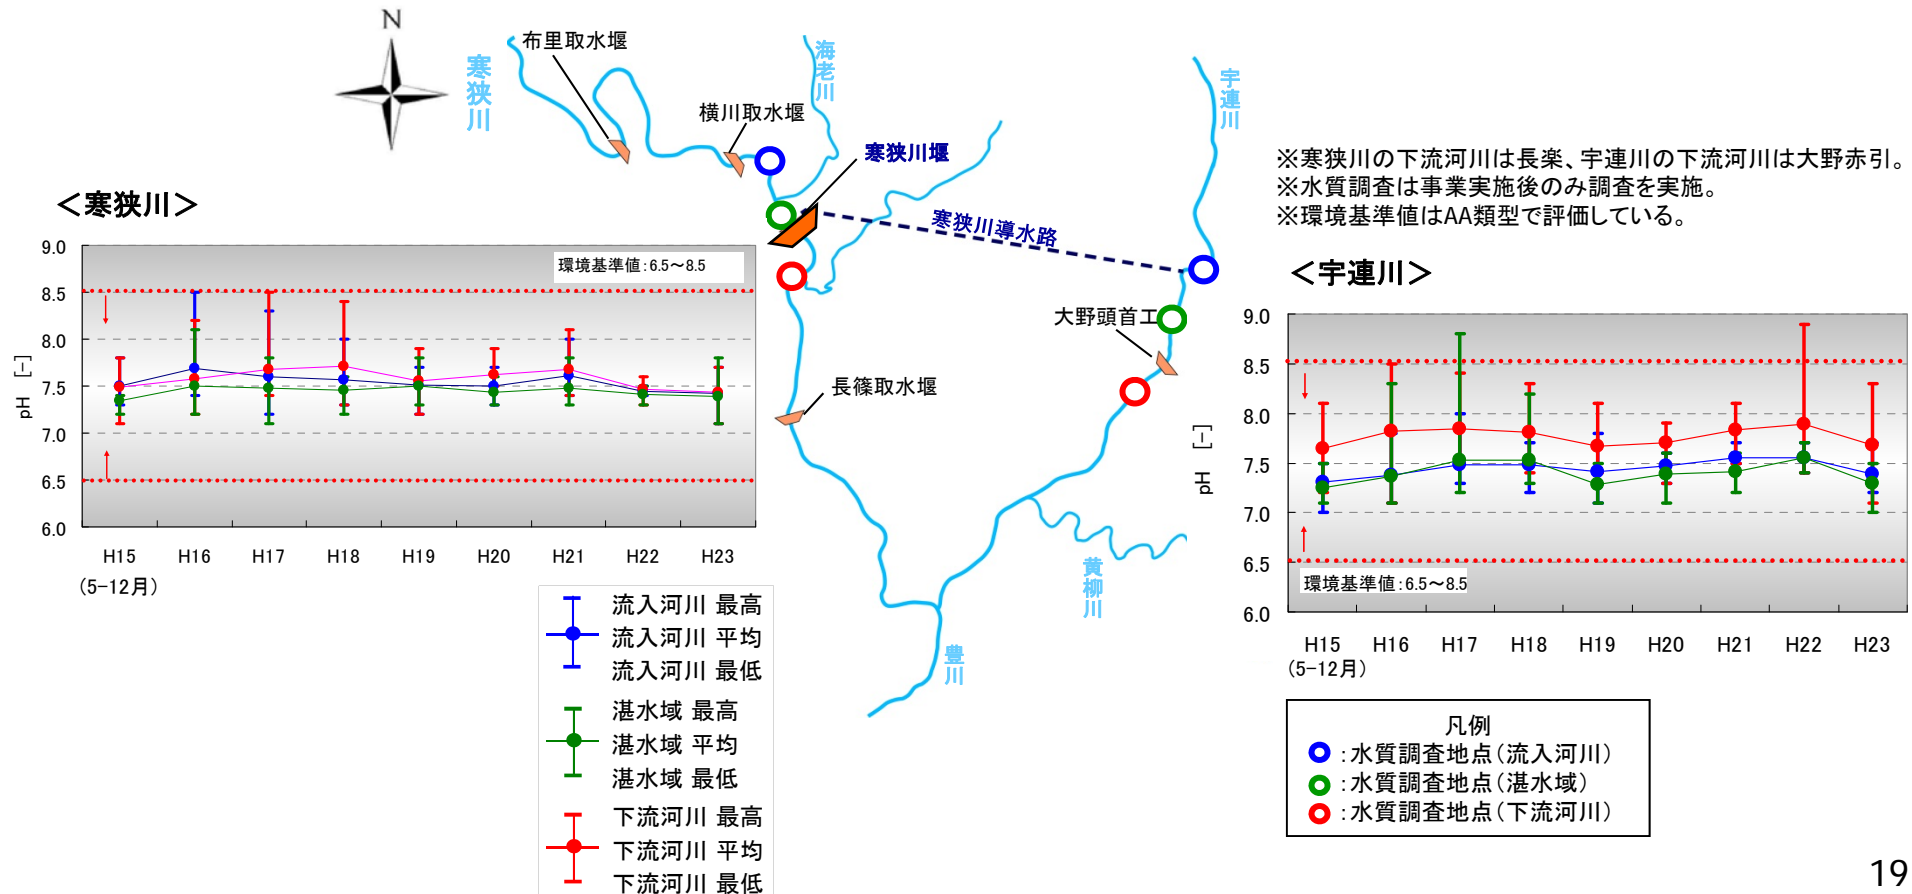 N
布里取水堰
寒狭川
海老川
横川取水堰
寒狭川堰
宇連川
寒狭川導水路
大野頭首工
長篠取水堰
黄柳川
豊川
※寒狭川の下流河川は長楽、宇連川の下流河川は大野赤引。
※水質調査は事業実施後のみ調査を実施。
※環境基準値はAA類型で評価している。
＜寒狭川＞
環境基準値：6.5～8.5
pH [-]
9.0
8.5
8.0
7.5
7.0
6.5
6.0
H15 H16 H17 H18 H19 H20 H21 H22 H23
(5-12月)
流入河川 最高
流入河川 平均
流入河川 最低
湛水域 最高
湛水域 平均
湛水域 最低
下流河川 最高
下流河川 平均
下流河川 最低
＜宇連川＞
pH [-]
9.0
8.5
8.0
7.5
7.0
6.5
6.0
環境基準値：6.5～8.5
H15 H16 H17 H18 H19 H20 H21 H22 H23
(5-12月)
凡例
：水質調査地点（流入河川）
：水質調査地点（湛水域）
：水質調査地点（下流河川）
19